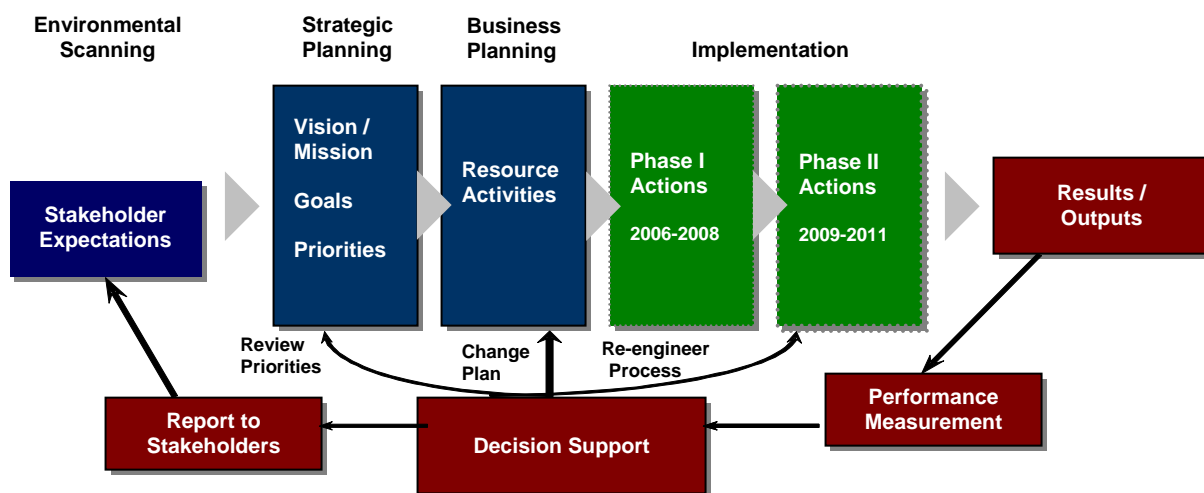 Environmental
Scanning
Strategic
Planning
Business
Planning
Implementation
Stakeholder
Expectations
Vision /
Mission
Goals
Priorities
Resource
Activities
Phase I
Actions
2006-2008
Phase II
Actions
2009-2011
Results /
Outputs
Review
Priorities
Change
Plan
Re-engineer
Process
Report to
Stakeholders
Decision Support
Performance
Measurement